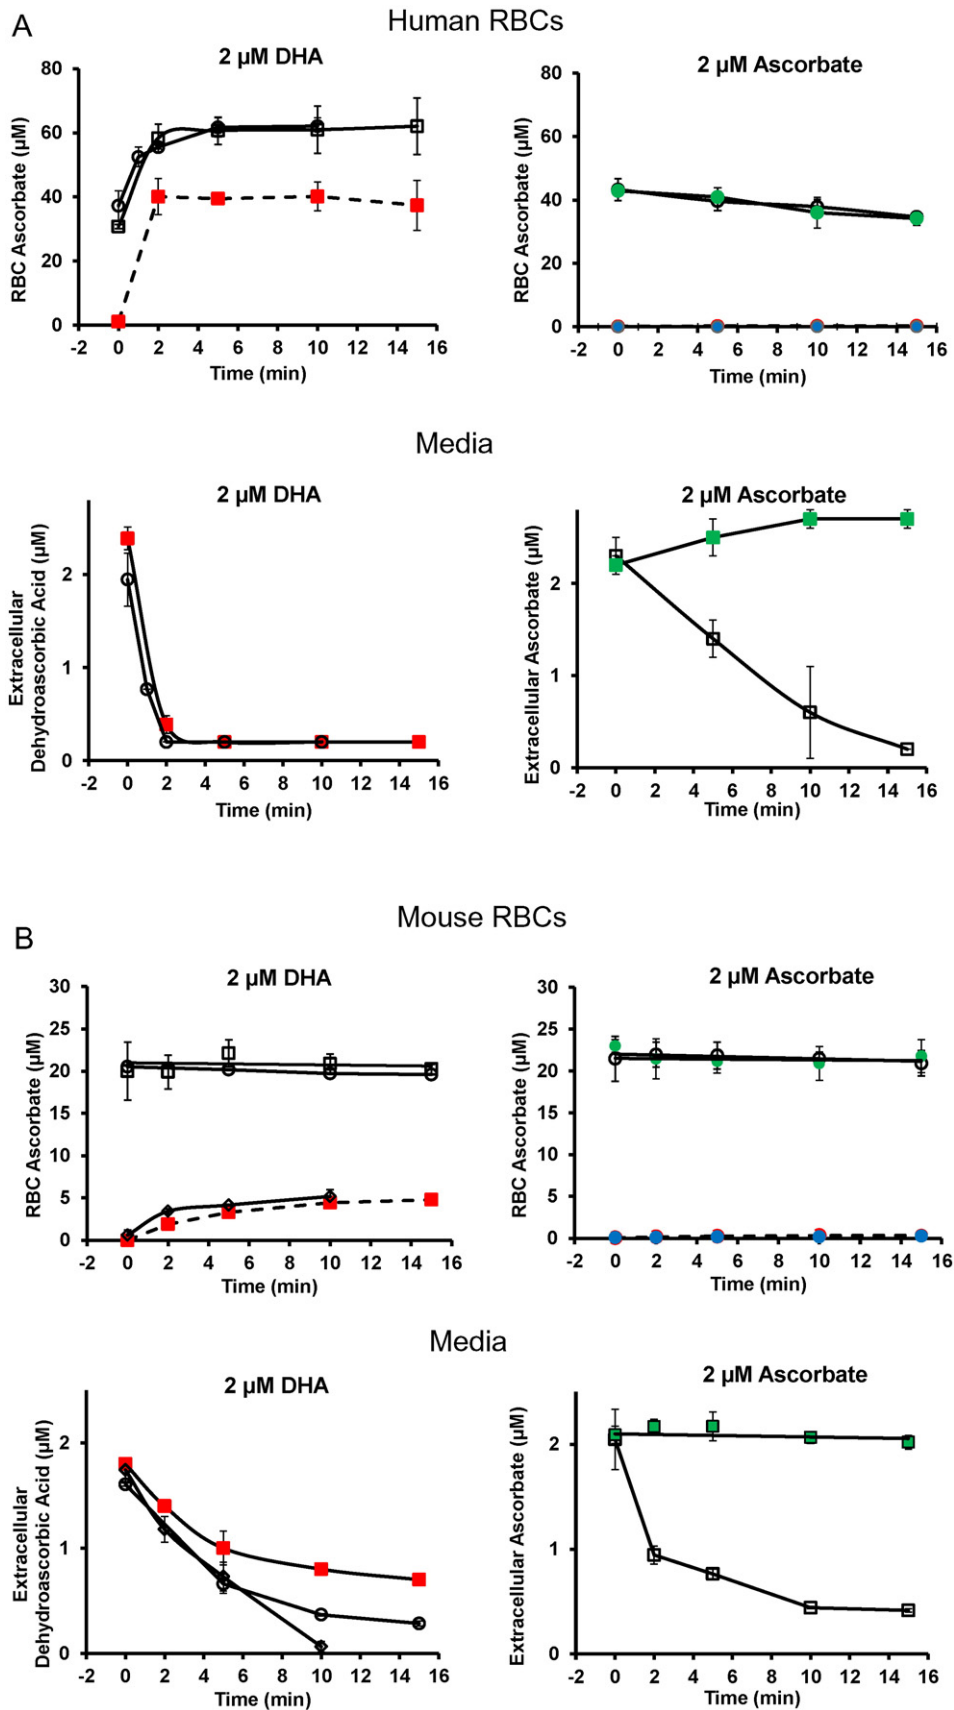 A
Human RBCs
2 µM DHA
RBC Ascorbate (µM)
80
60
40
20
0
-2 0 2 4 6 8 10 12 14 16
Time (min)
2 µM Ascorbate
RBC Ascorbate (µM)
80
60
40
20
0
-2 0 2 4 6 8 10 12 14 16
Time (min)
Media
2 µM DHA
Extracellular
Dehydroascorbic Acid (µM)
2
1
0
-2 0 2 4 6 8 10 12 14 16
Time (min)
2 µM Ascorbate
Extracellular Ascorbate (µM)
2
1
0
-2 0 2 4 6 8 10 12 14 16
Time (min)
B
Mouse RBCs
2 µM DHA
RBC Ascorbate (µM)
30
25
20
15
10
5
0
-2 0 2 4 6 8 10 12 14 16
Time (min)
2 µM Ascorbate
RBC Ascorbate (µM)
30
25
20
15
10
5
0
-2 0 2 4 6 8 10 12 14 16
Time (min)
Media
2 µM DHA
Extracellular
Dehydroascorbic Acid (µM)
2
1
0
-2 0 2 4 6 8 10 12 14 16
Time (min)
2 µM Ascorbate
Extracellular Ascorbate (µM)
2
1
0
-2 0 2 4 6 8 10 12 14 16
Time (min)